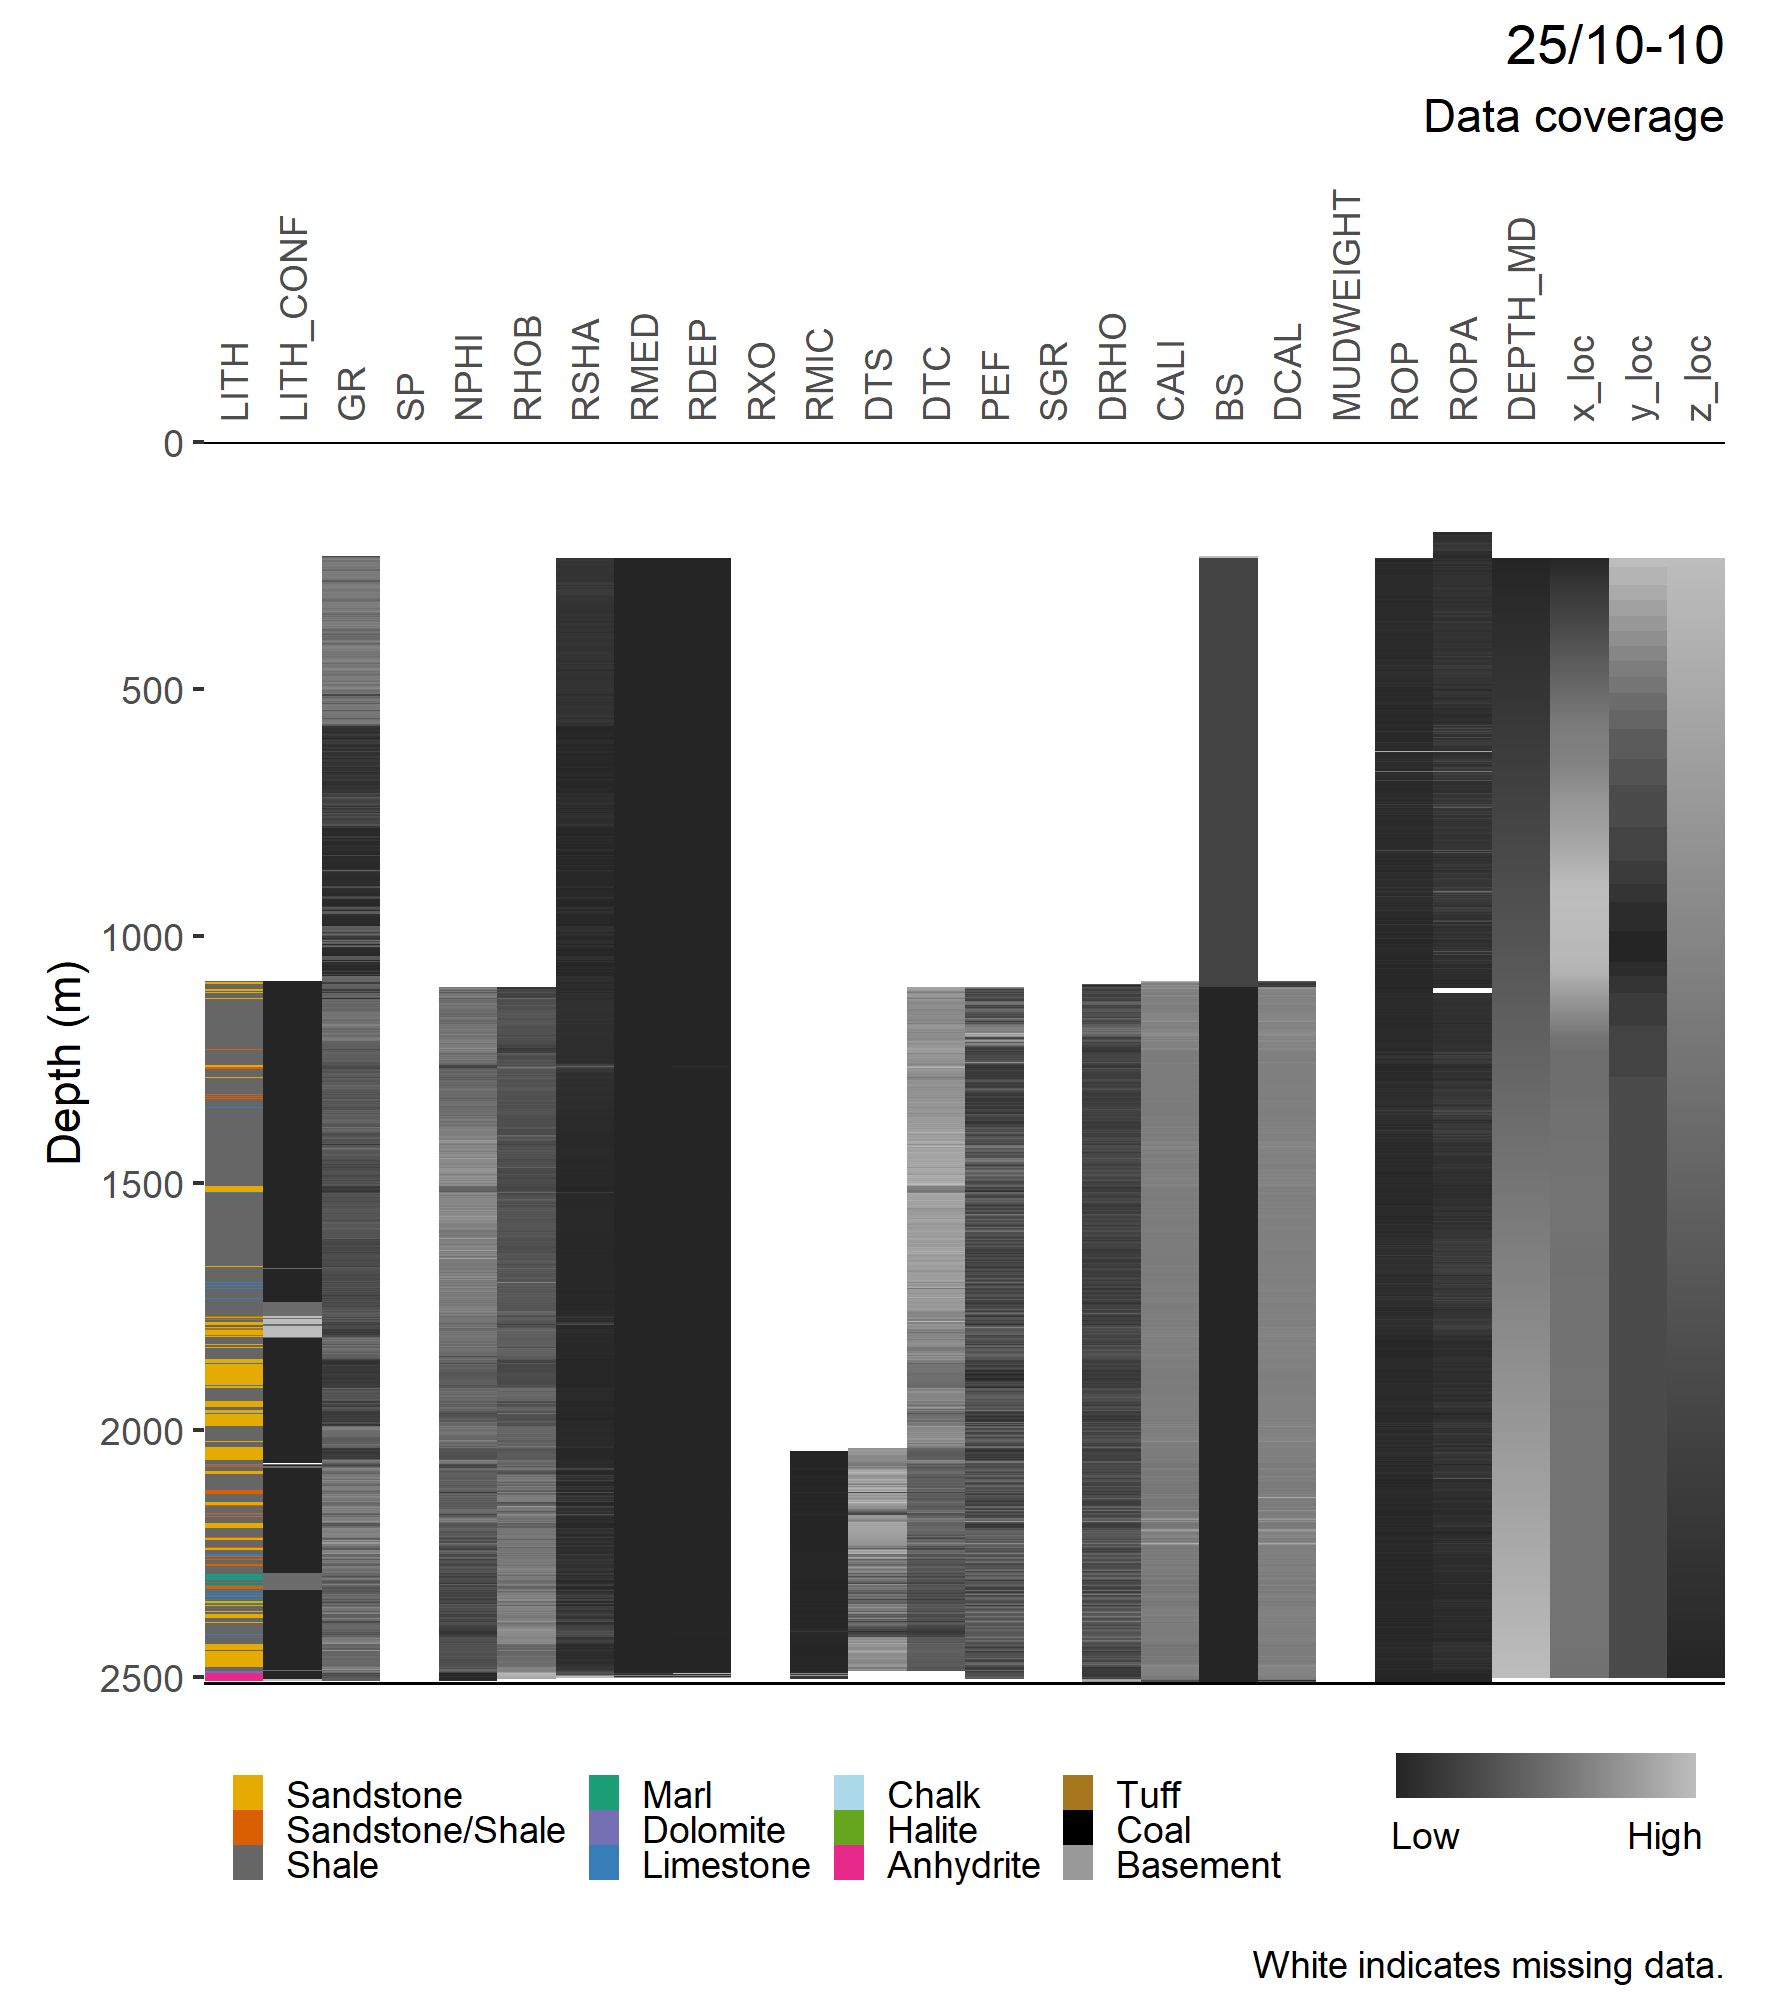 25/10-10
Data coverage
LITH
LITH_CONF
GR
SP
NPHI
RHOB
RSHA
RMED
RDEP
RXO
RMIC
DTS
DTC
PEF
SGR
DRHO
CALI
BS
DCAL
MUDWEIGHT
ROP
ROPA
DEPTH_MD
x_loc
y_loc
z_loc
0
500
1000
1500
2000
2500
Depth (m)
Sandstone
Sandstone/Shale
Shale
Marl
Dolomite
Limestone
Chalk
Halite
Anhydrite
Tuff
Coal
Basement
Low
High
White indicates missing data.